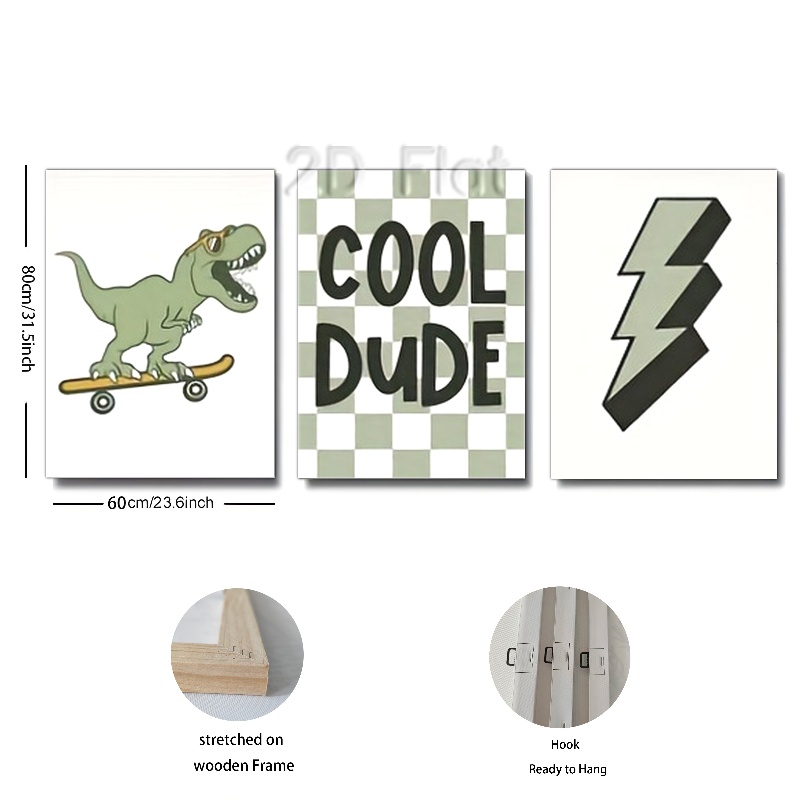 2D Flat
COOL
DUDE
80cm/31.5inch
60cm/23.6inch
stretched on
wooden Frame
Hook
Ready to Hang